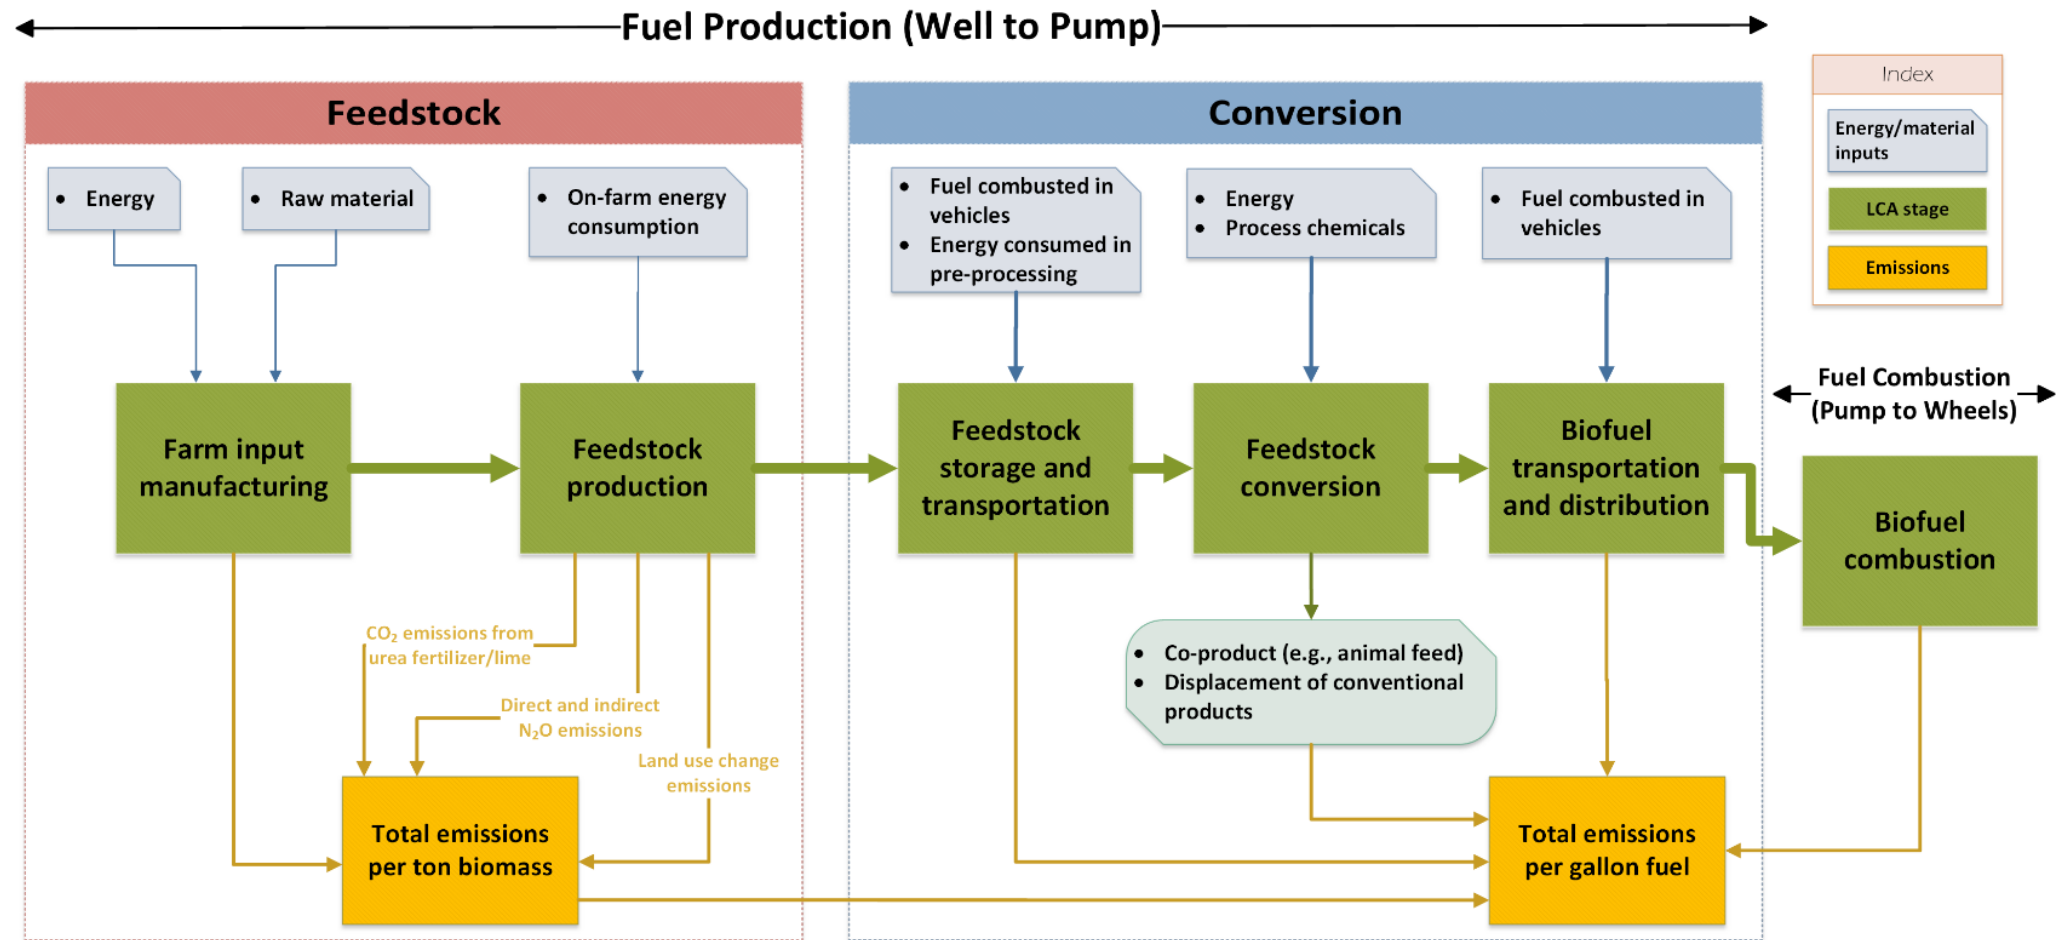 Fuel Production (Well to Pump)
Feedstock
Conversion
Index
Energy/material
inputs
LCA stage
Emissions
• Energy
• Raw material
• On-farm energy
consumption
• Fuel combusted in
vehicles
• Energy consumed in
pre-processing
• Energy
• Process chemicals
• Fuel combusted in
vehicles
Fuel Combustion
(Pump to Wheels)
Farm input
manufacturing
Feedstock
production
Feedstock
storage and
transportation
Feedstock
conversion
Biofuel
transportation
and distribution
Biofuel
combustion
CO₂ emissions from
urea fertilizer/lime
Direct and indirect
N₂O emissions
Land use change
emissions
• Co-product (e.g., animal feed)
• Displacement of conventional
products
Total emissions
per ton biomass
Total emissions
per gallon fuel